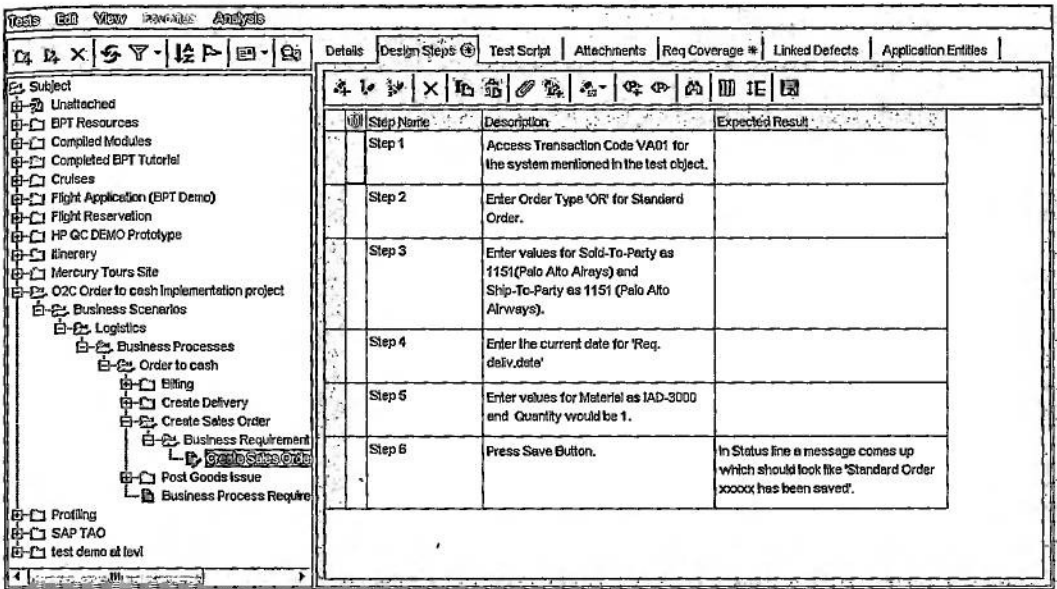 Tests Edit View Favorites Analysis
Details Design Steps Test Script Attachments Req Coverage * Linked Defects Application Entities
Subject
Unattached
BPT Resources
Compiled Modules
Completed BPT Tutorial
Cruises
Flight Application (BPT Demo)
Flight Reservation
HP QC DEMO Prototype
Itinerary
Mercury Tours Site
O2C Order to cash Implementation project
Business Scenarios
Logistics
Business Processes
Order to cash
Billing
Create Delivery
Create Sales Order
Business Requirement
Create Sales Orde
Post Goods Issue
Business Process Require
Profiling
SAP TAO
test demo at levi
Step Name Description Expected Result
Step 1 Access Transaction Code VA01 for
the system mentioned in the test object.
Step 2 Enter Order Type 'OR' for Standard
Order.
Step 3 Enter values for Sold-To-Party as
1151(Palo Alto Airays) and
Ship-To-Party as 1151 (Palo Alto
Airways).
Step 4 Enter the current date for 'Req.
deliv.date'
Step 5 Enter values for Material as IAD-3000
and Quantity would be 1.
Step 6 Press Save Button. In Status line a message comes up
which should look like 'Standard Order
xxxxx has been saved'.